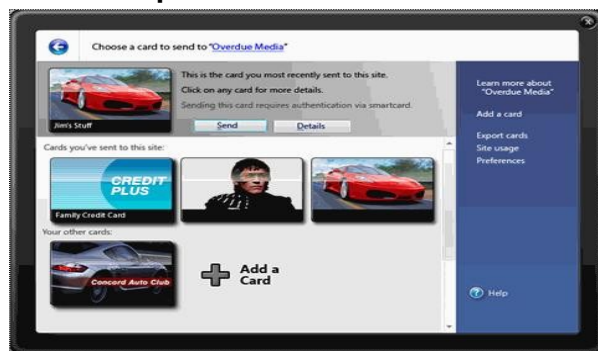 Choose a card to send to "Overdue Media"
This is the card you most recently sent to this site.
Click on any card for more details.
Sending this card requires authentication via smartcard.
Jim's Stuff
Send
Details
Learn more about
"Overdue Media"
Add a card
Export cards
Site usage
Preferences
Cards you've sent to this site:
CREDIT
PLUS
Family Credit Card
Your other cards:
Concord Auto Club
Add a
Card
Help